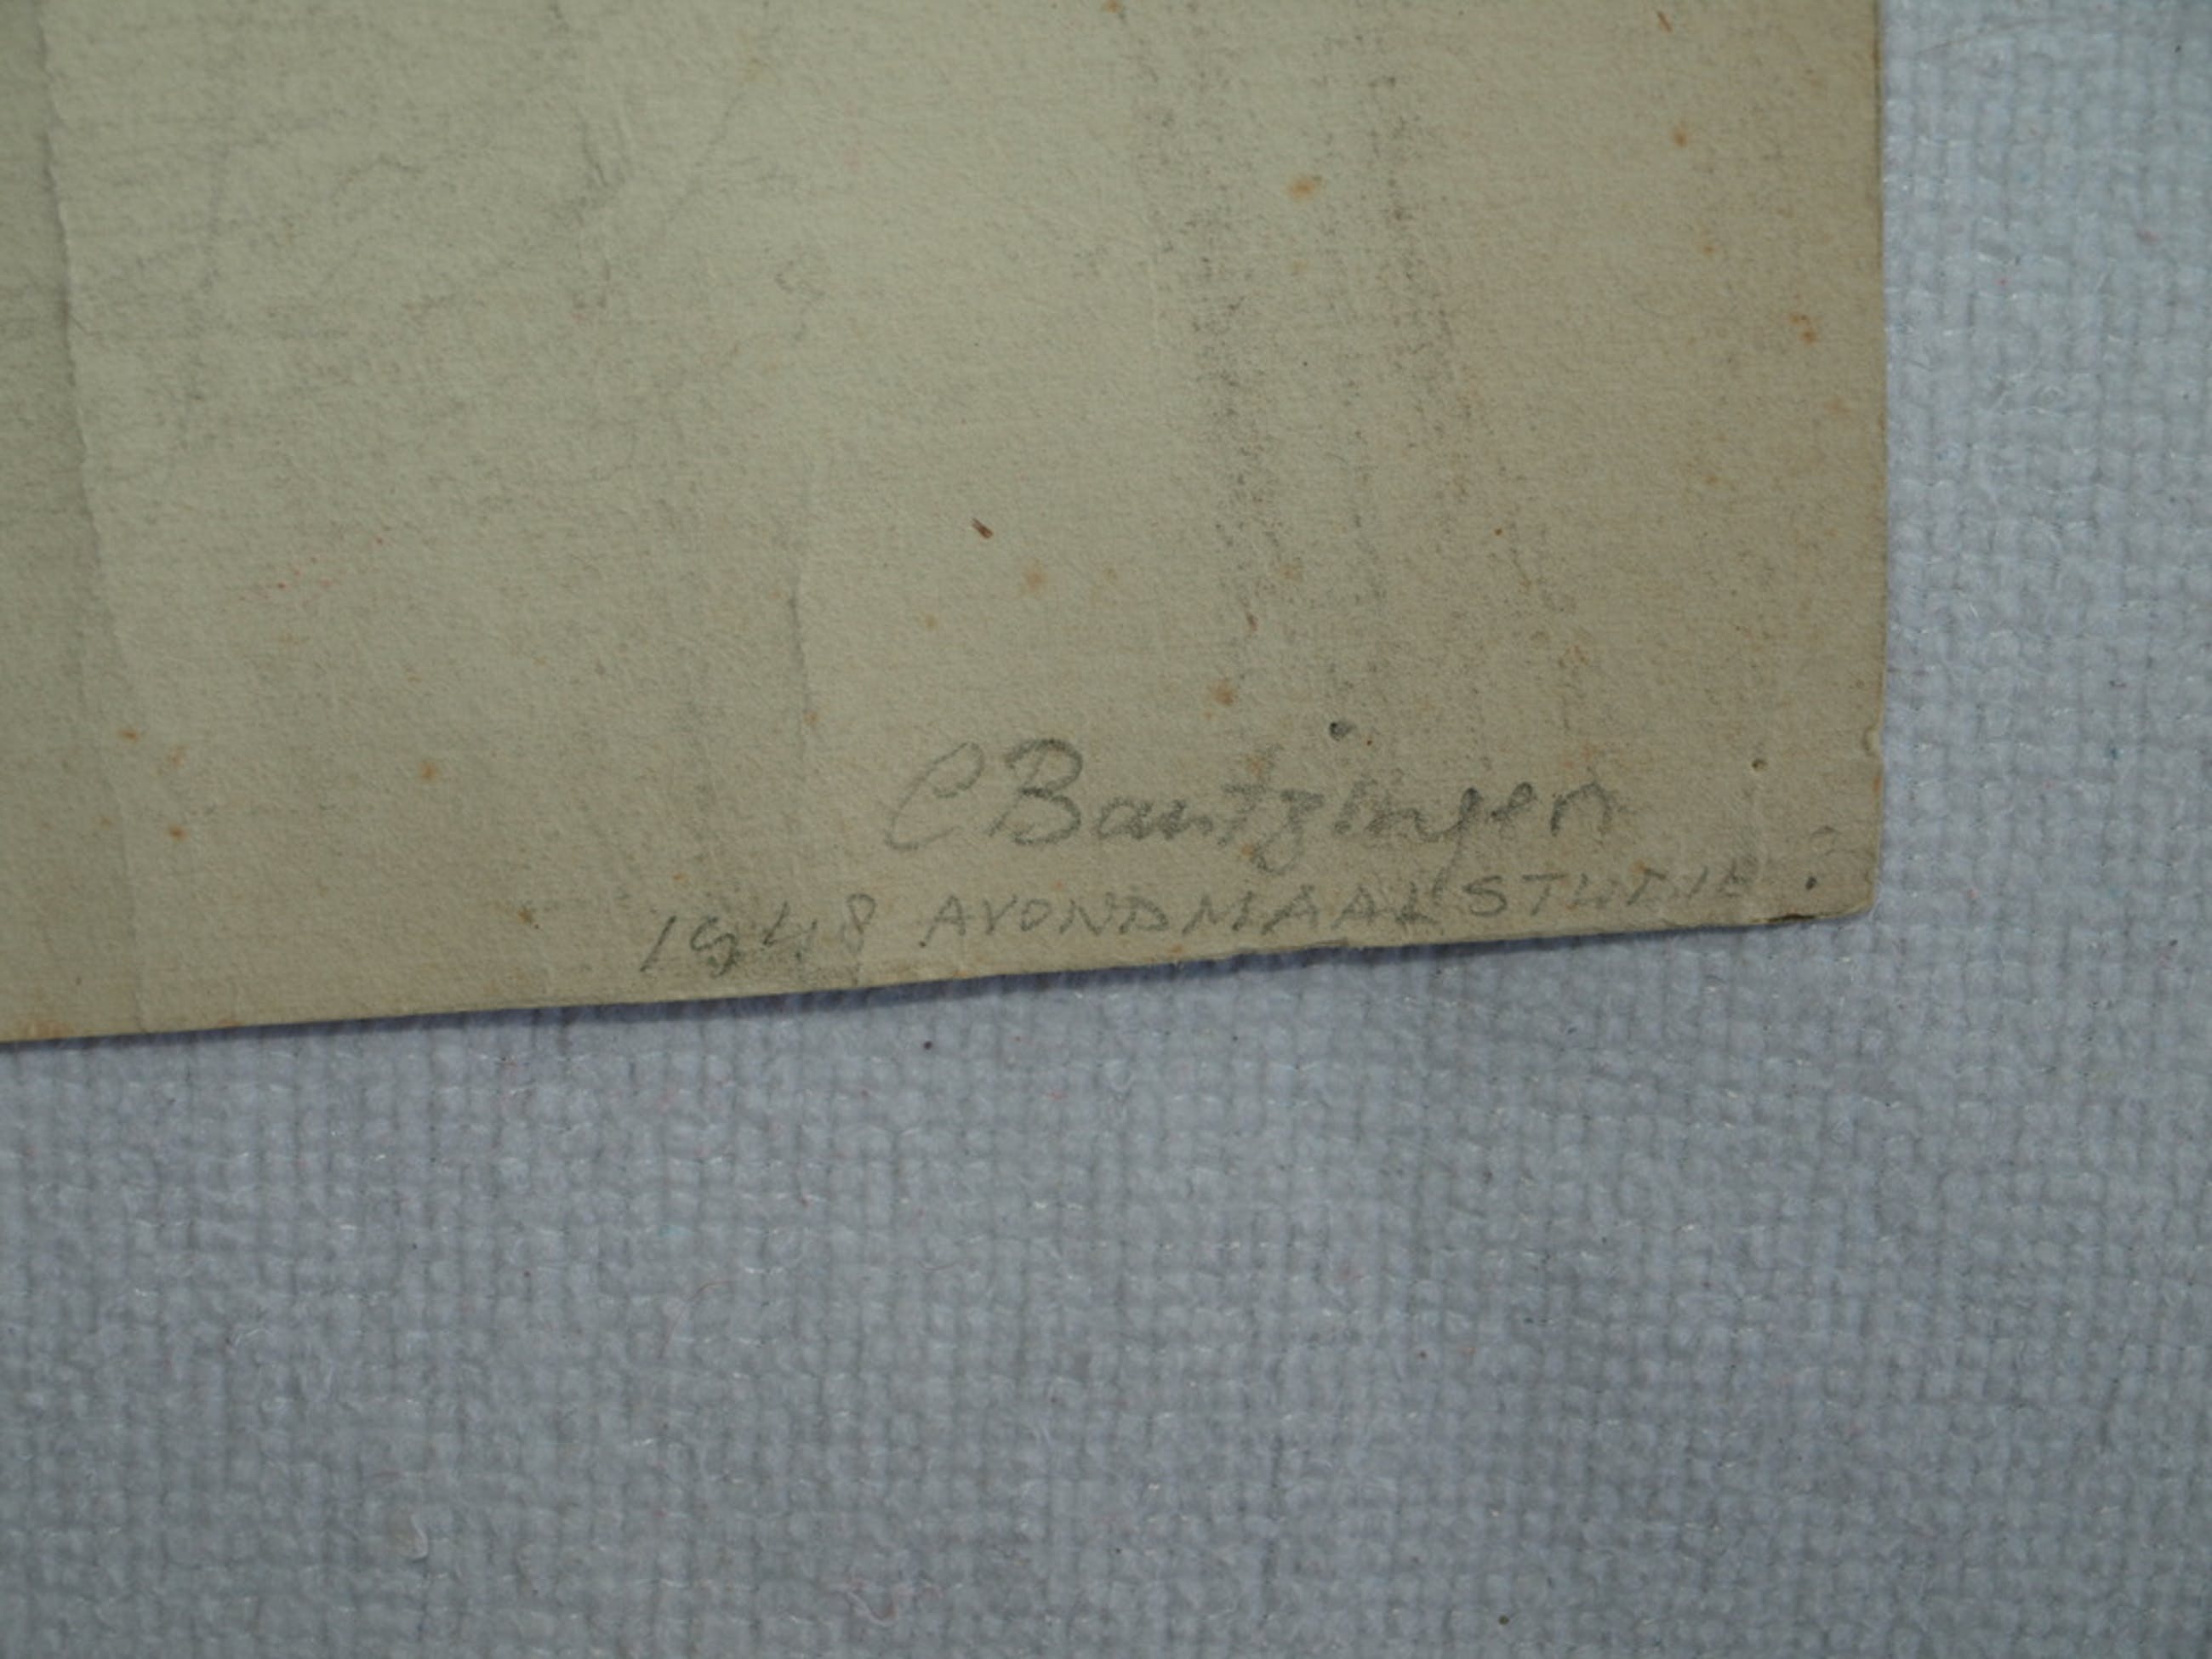 C Bantzinger
1948 AVONDMAALSTUDIE.